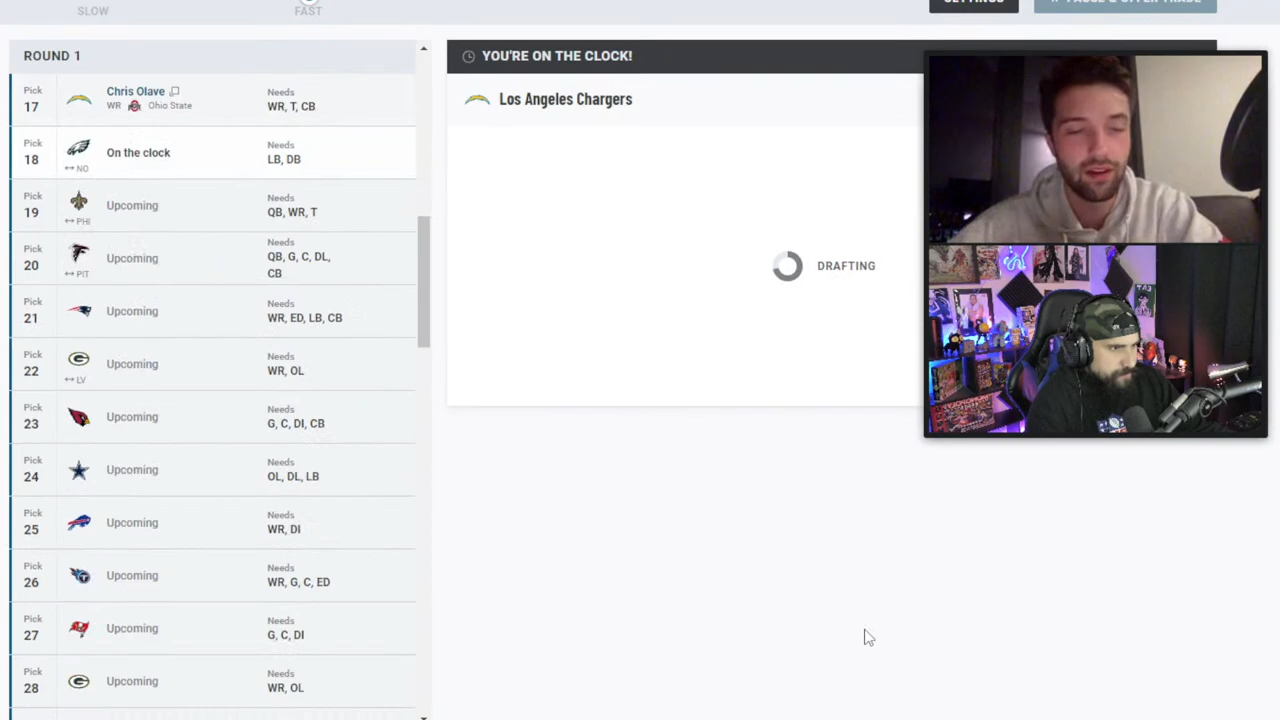 SLOW
FAST
SETTINGS
PAUSE & OFFER TRADE
ROUND 1
YOU'RE ON THE CLOCK!
Los Angeles Chargers
DRAFTING
Pick
17
Chris Olave
WR Ohio State
Needs
WR, T, CB
Pick
18
NO
On the clock
Needs
LB, DB
Pick
19
PHI
Upcoming
Needs
QB, WR, T
Pick
20
PIT
Upcoming
Needs
QB, G, C, DL,
CB
Pick
21
Upcoming
Needs
WR, ED, LB, CB
Pick
22
LV
Upcoming
Needs
WR, OL
Pick
23
Upcoming
Needs
G, C, DI, CB
Pick
24
Upcoming
Needs
OL, DL, LB
Pick
25
Upcoming
Needs
WR, DI
Pick
26
Upcoming
Needs
WR, G, C, ED
Pick
27
Upcoming
Needs
G, C, DI
Pick
28
Upcoming
Needs
WR, OL